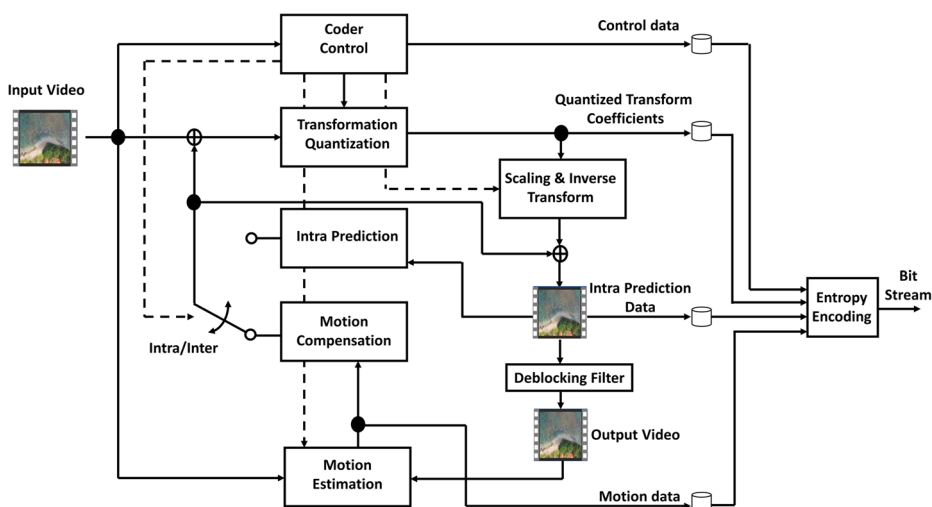 Coder
Control
Control data
Input Video
Quantized Transform
Coefficients
Transformation
Quantization
Scaling & Inverse
Transform
Intra Prediction
Intra Prediction
Data
Bit
Stream
Entropy
Encoding
Motion
Compensation
Intra/Inter
Deblocking Filter
Output Video
Motion
Estimation
Motion data